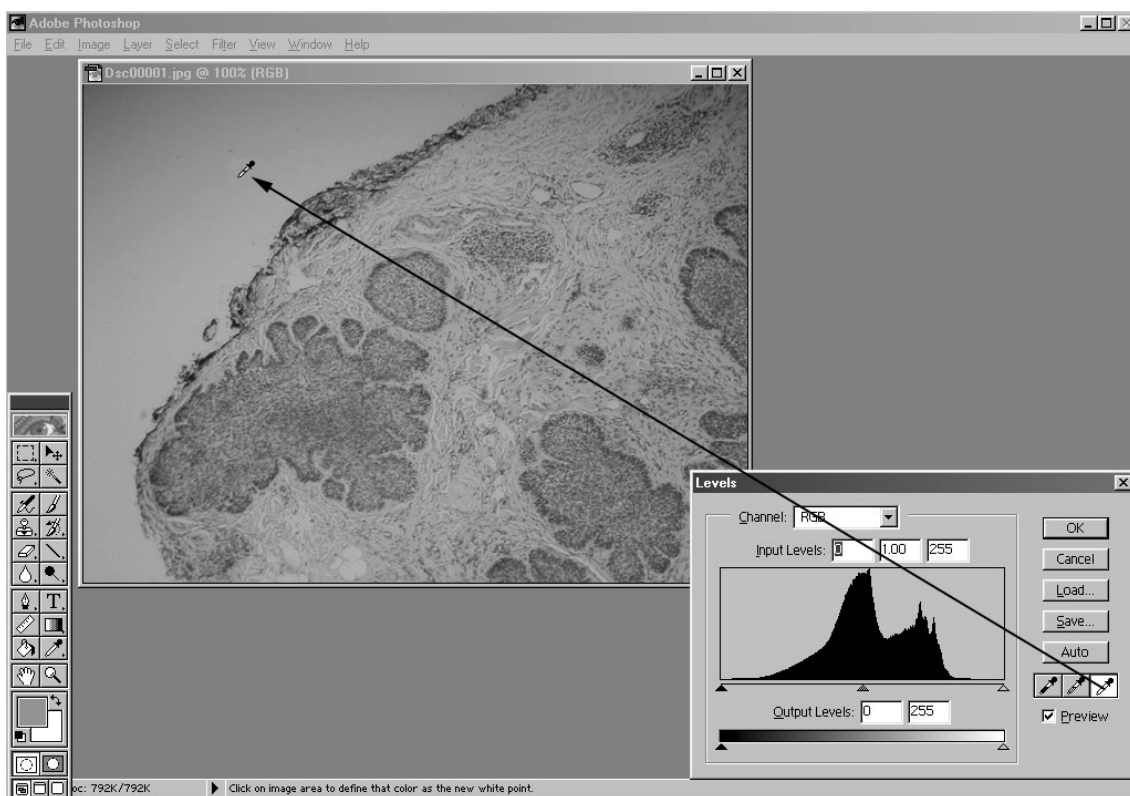 Adobe Photoshop
File Edit Image Layer Select Filter View Window Help
Dsc00001.jpg @ 100% (RGB)
Levels
Channel: RGB
Input Levels: 0 1.00 255
OK
Cancel
Load...
Save...
Auto
Output Levels: 0 255
Preview
T
oc: 792K/792K
Click on image area to define that color as the new white point.